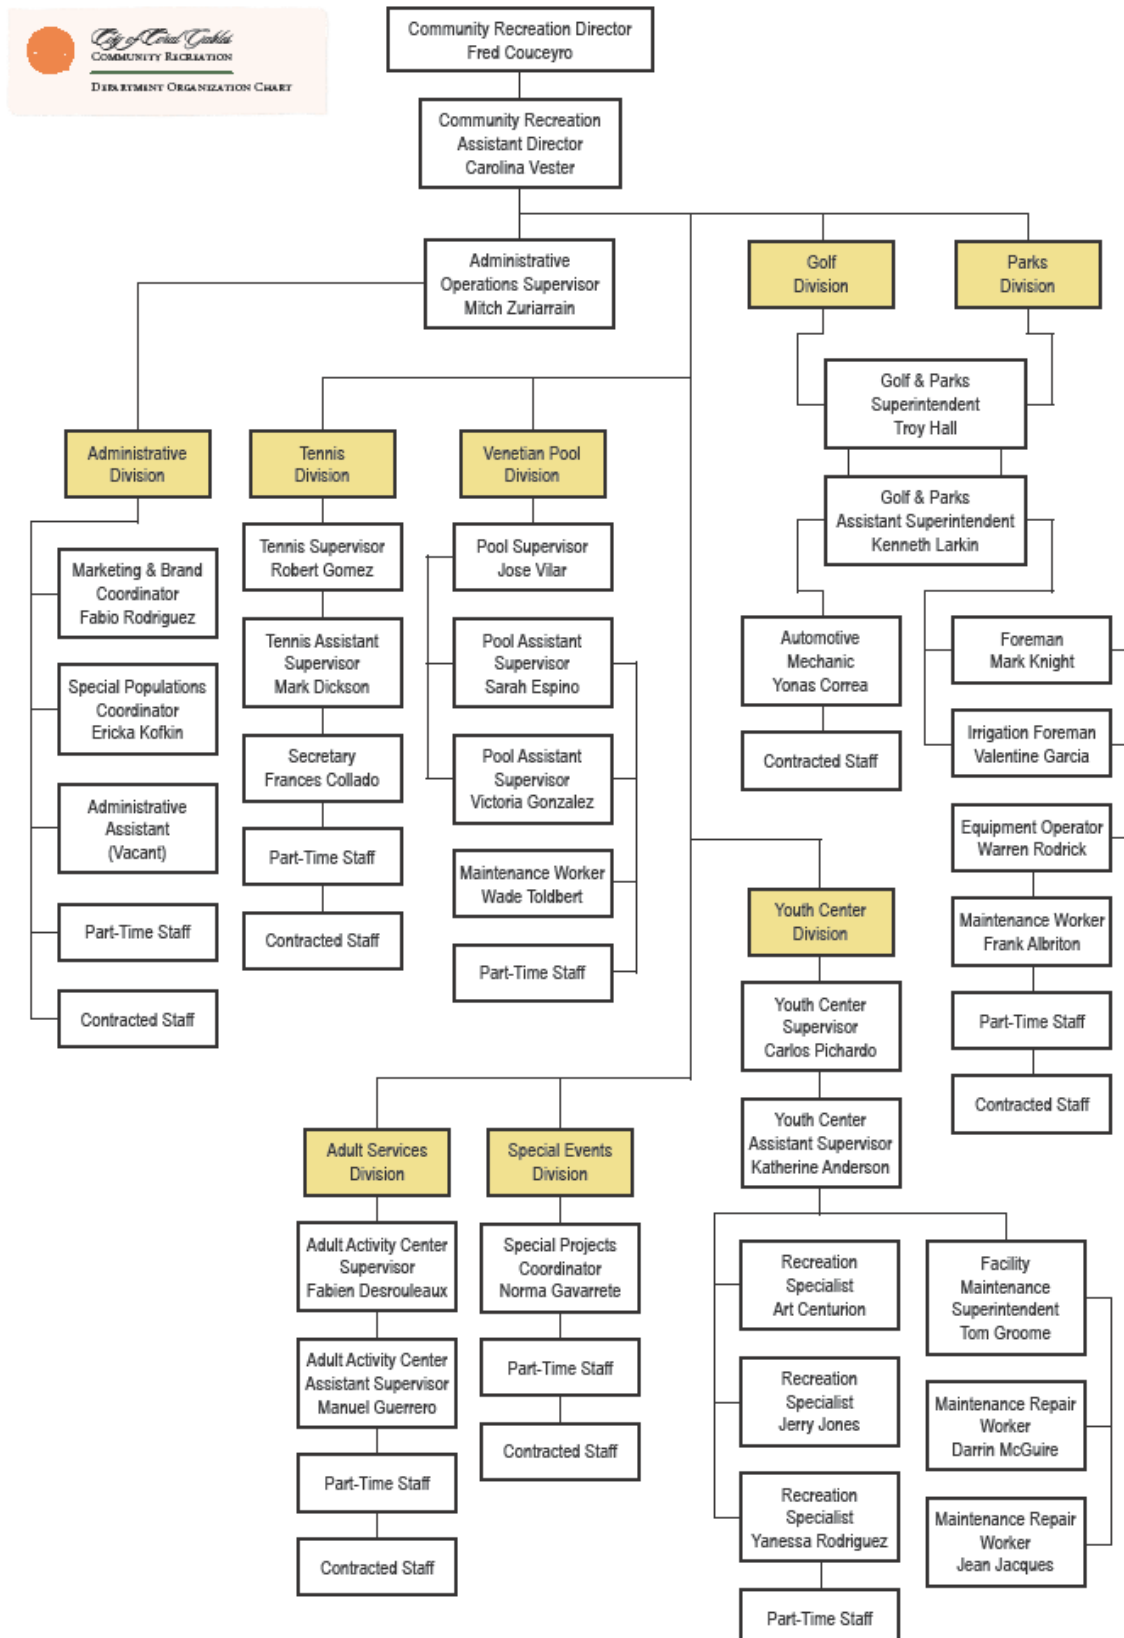 City of Coral Gables
COMMUNITY RECREATION
DEPARTMENT ORGANIZATION CHART
Community Recreation Director
Fred Couceyro
Community Recreation
Assistant Director
Carolina Vester
Administrative
Operations Supervisor
Mitch Zuriarrain
Golf
Division
Parks
Division
Golf & Parks
Superintendent
Troy Hall
Golf & Parks
Assistant Superintendent
Kenneth Larkin
Administrative
Division
Tennis
Division
Venetian Pool
Division
Marketing & Brand
Coordinator
Fabio Rodriguez
Special Populations
Coordinator
Ericka Kofkin
Administrative
Assistant
(Vacant)
Part-Time Staff
Contracted Staff
Tennis Supervisor
Robert Gomez
Tennis Assistant
Supervisor
Mark Dickson
Secretary
Frances Collado
Part-Time Staff
Contracted Staff
Pool Supervisor
Jose Vilar
Pool Assistant
Supervisor
Sarah Espino
Pool Assistant
Supervisor
Victoria Gonzalez
Maintenance Worker
Wade Toldbert
Part-Time Staff
Automotive
Mechanic
Yonas Correa
Contracted Staff
Foreman
Mark Knight
Irrigation Foreman
Valentine Garcia
Equipment Operator
Warren Rodrick
Maintenance Worker
Frank Albriton
Part-Time Staff
Contracted Staff
Youth Center
Division
Youth Center
Supervisor
Carlos Pichardo
Youth Center
Assistant Supervisor
Katherine Anderson
Adult Services
Division
Special Events
Division
Adult Activity Center
Supervisor
Fabien Desrouleaux
Adult Activity Center
Assistant Supervisor
Manuel Guerrero
Part-Time Staff
Contracted Staff
Special Projects
Coordinator
Norma Gavarrete
Part-Time Staff
Contracted Staff
Recreation
Specialist
Art Centurion
Recreation
Specialist
Jerry Jones
Recreation
Specialist
Yanessa Rodriguez
Part-Time Staff
Facility
Maintenance
Superintendent
Tom Groome
Maintenance Repair
Worker
Darrin McGuire
Maintenance Repair
Worker
Jean Jacques